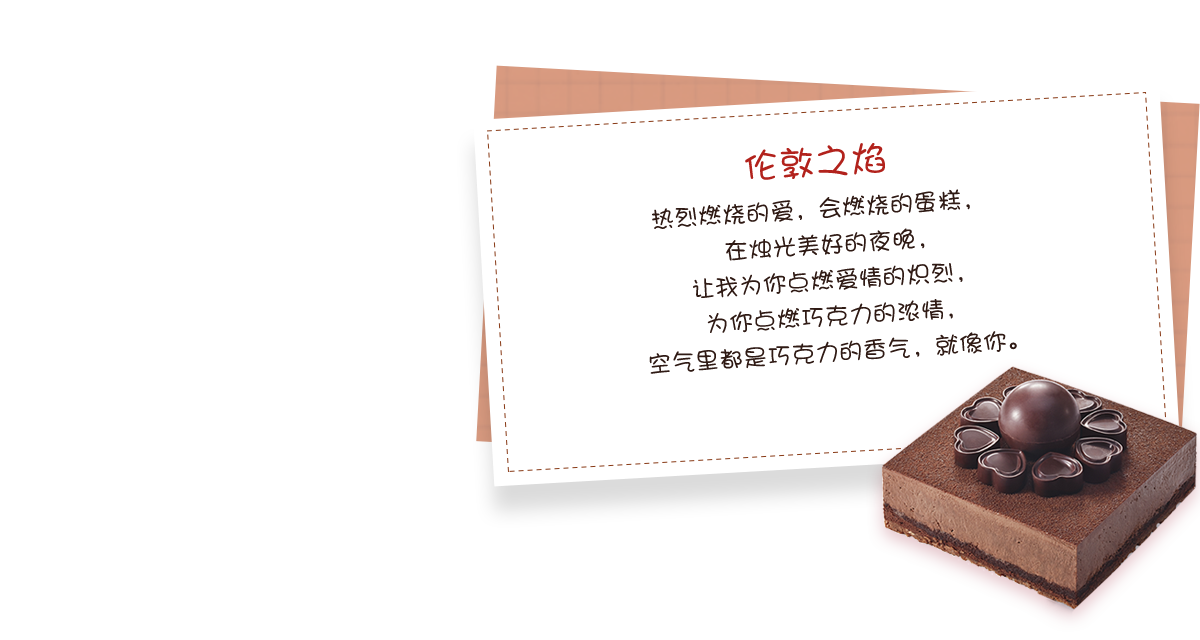 伦敦之焰
热烈燃烧的爱，会燃烧的蛋糕，
在烛光美好的夜晚，
让我为你点燃爱情的炽烈，
为你点燃巧克力的浓情，
空气里都是巧克力的香气，就像你。